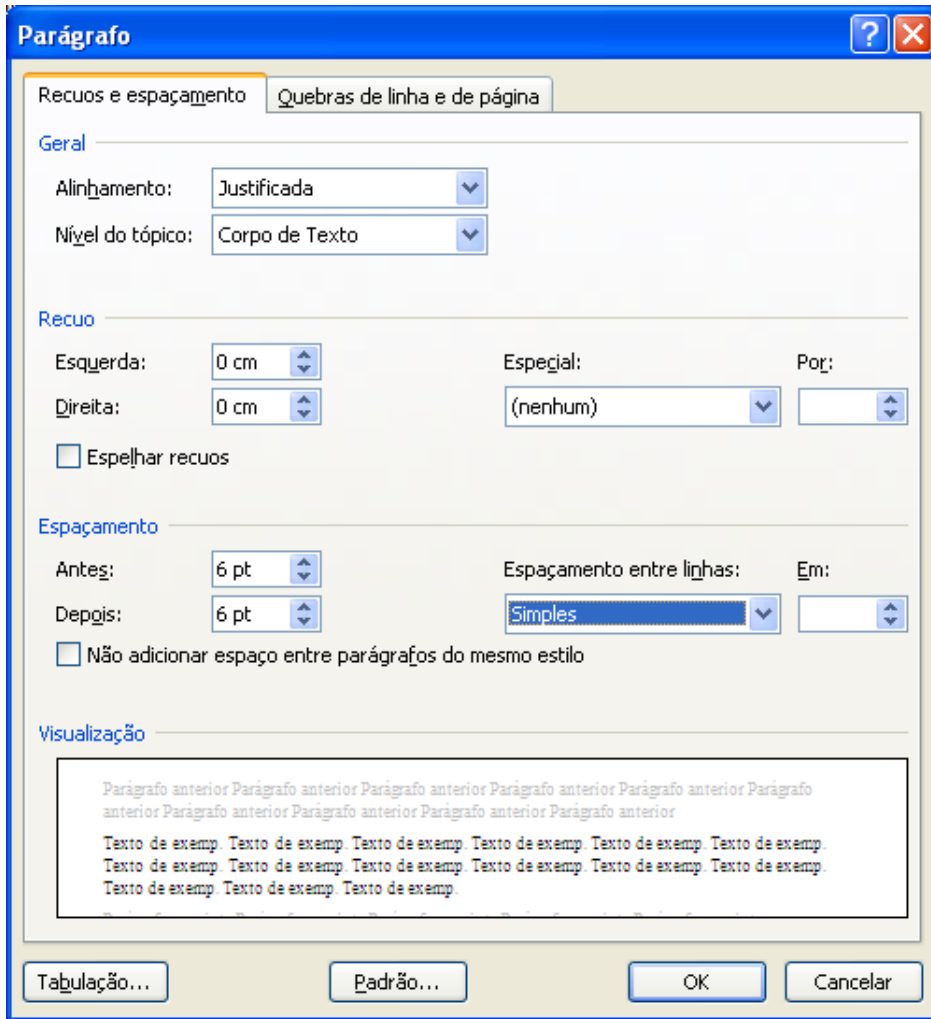 Parágrafo
Recuos e espaçamento Quebras de linha e de página
Geral
Alinhamento: Justificada
Nível do tópico: Corpo de Texto
Recuo
Esquerda: 0 cm Especial: Por:
Direita: 0 cm (nenhum)
Espelhar recuos
Espaçamento
Antes: 6 pt Espaçamento entre linhas: Em:
Depois: 6 pt Simples
Não adicionar espaço entre parágrafos do mesmo estilo
Visualização
Parágrafo anterior Parágrafo anterior Parágrafo anterior Parágrafo anterior Parágrafo anterior Parágrafo
anterior Parágrafo anterior Parágrafo anterior Parágrafo anterior Parágrafo anterior
Texto de exemp. Texto de exemp. Texto de exemp. Texto de exemp. Texto de exemp. Texto de exemp.
Texto de exemp. Texto de exemp. Texto de exemp. Texto de exemp. Texto de exemp. Texto de exemp.
Texto de exemp. Texto de exemp. Texto de exemp.
Tabulação... Padrão... OK Cancelar